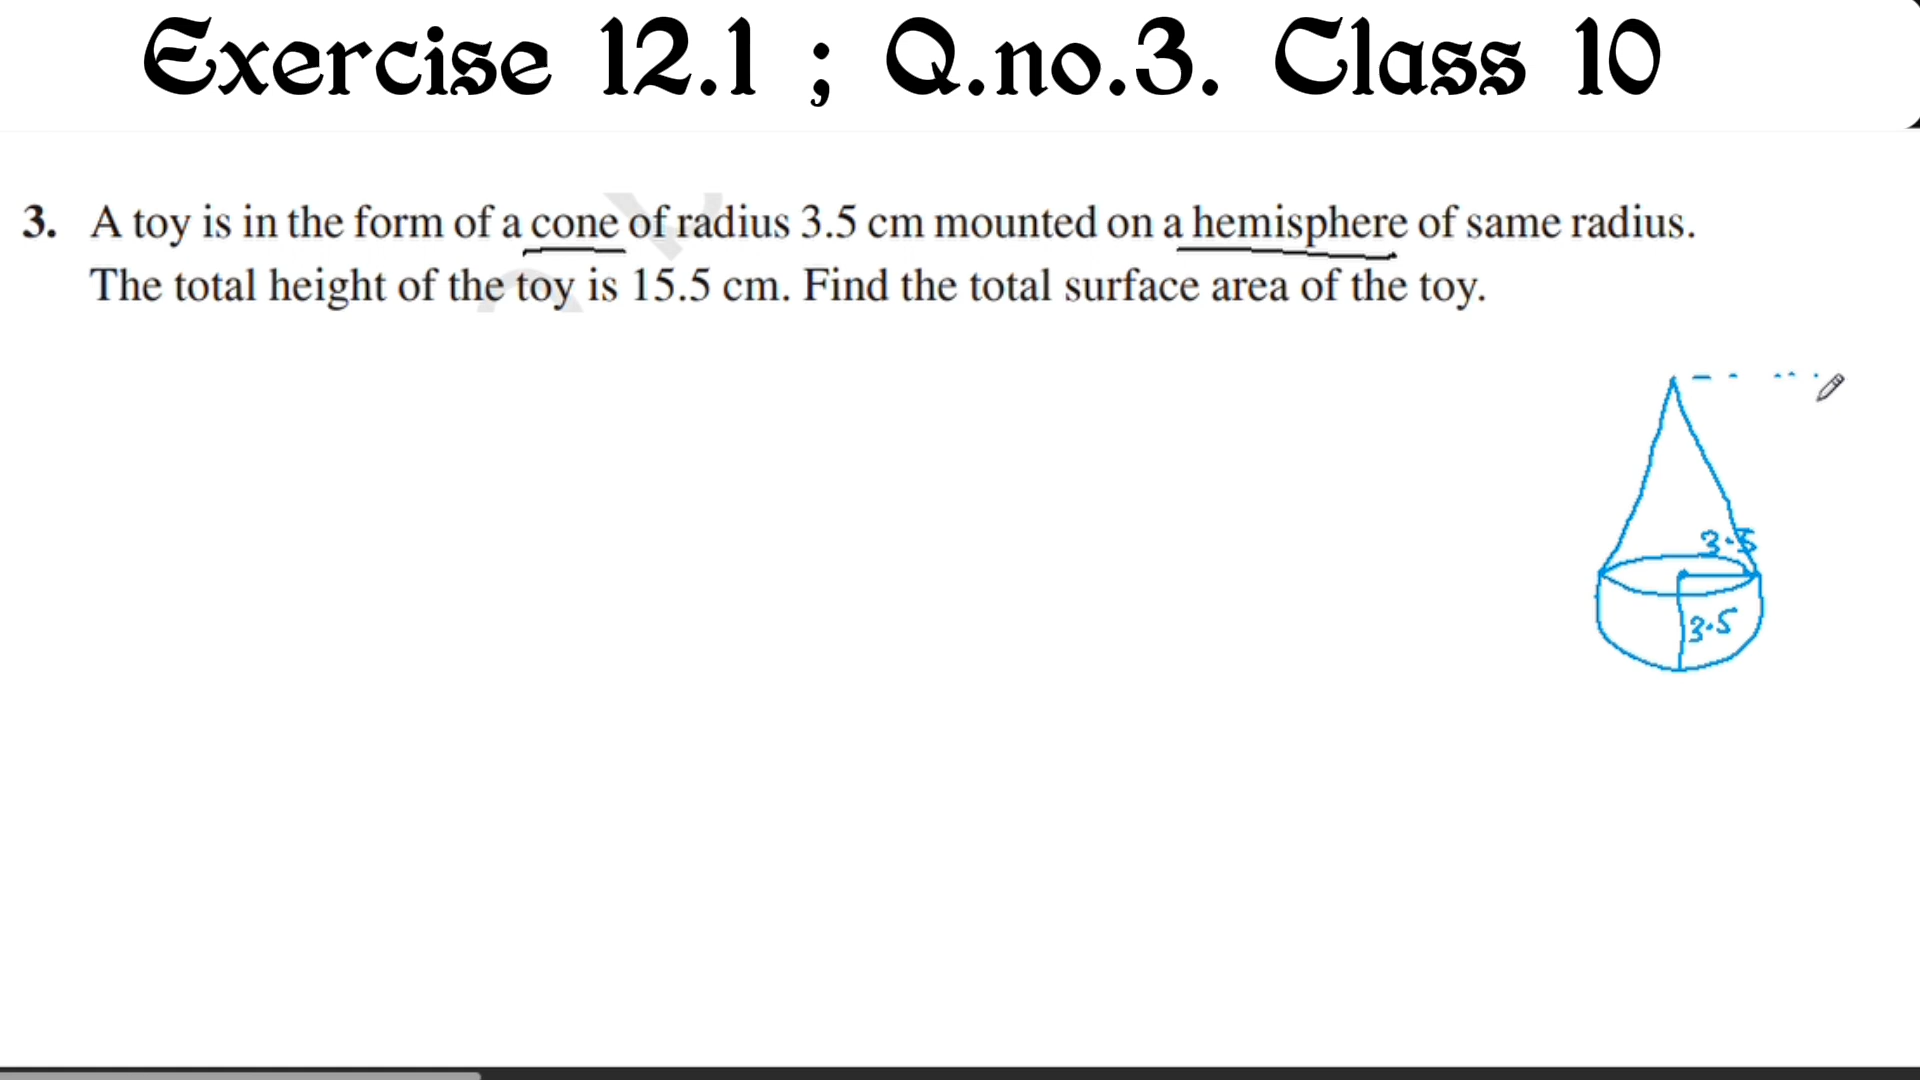 Exercise 12.1 ; Q.no.3. Class 10
3. A toy is in the form of a cone of radius 3.5 cm mounted on a hemisphere of same radius.
The total height of the toy is 15.5 cm. Find the total surface area of the toy.
3.5
3.5